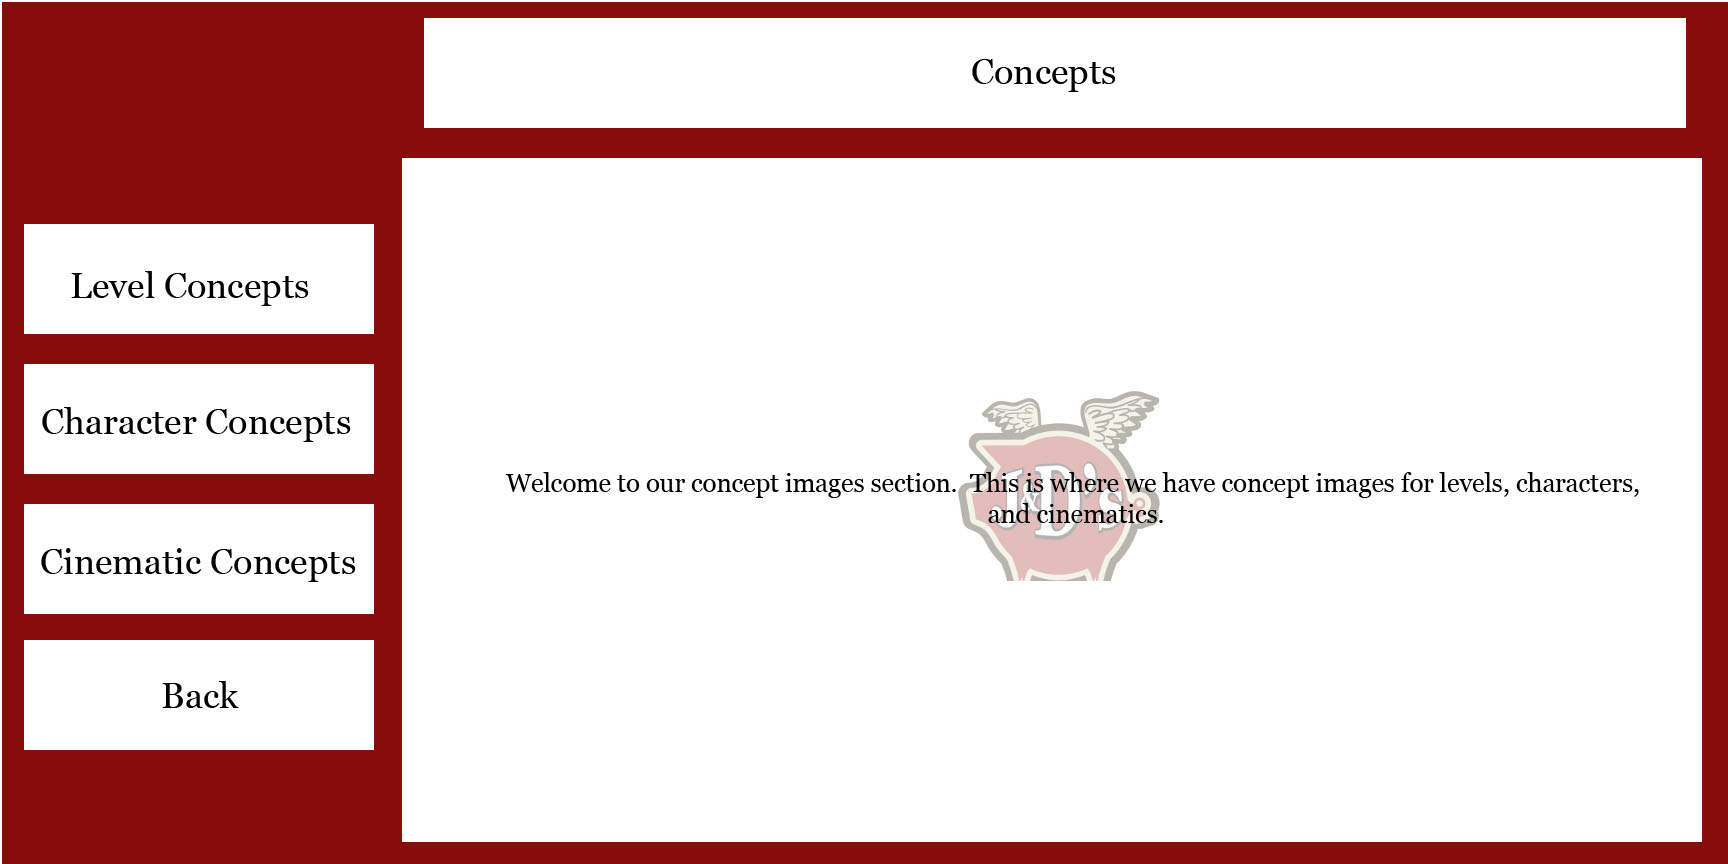 Concepts
Level Concepts
Character Concepts
Cinematic Concepts
Back
Welcome to our concept images section.  This is where we have concept images for levels, characters,
and cinematics.
J&D's